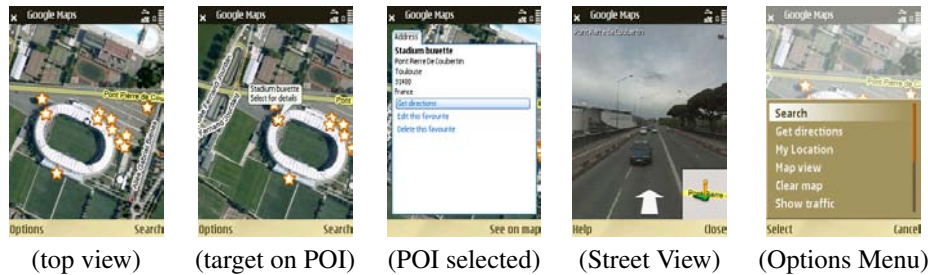 Google Maps
Pont Pierre de Cou
Options
Search
(top view)
Google Maps
Stadium buvette
Select for details
Pont
Options
Search
(target on POI)
Google Maps
Address
Stadium buvette
Pont Pierre De Coubertin
Toulouse
31400
France
Get directions
Edit this favourite
Delete this favourite
See on map
(POI selected)
Google Maps
Pont Pierre de Coubertin
Help
Close
(Street View)
Google Maps
Search
Get directions
My Location
Map view
Clear map
Show traffic
Select
Cancel
(Options Menu)